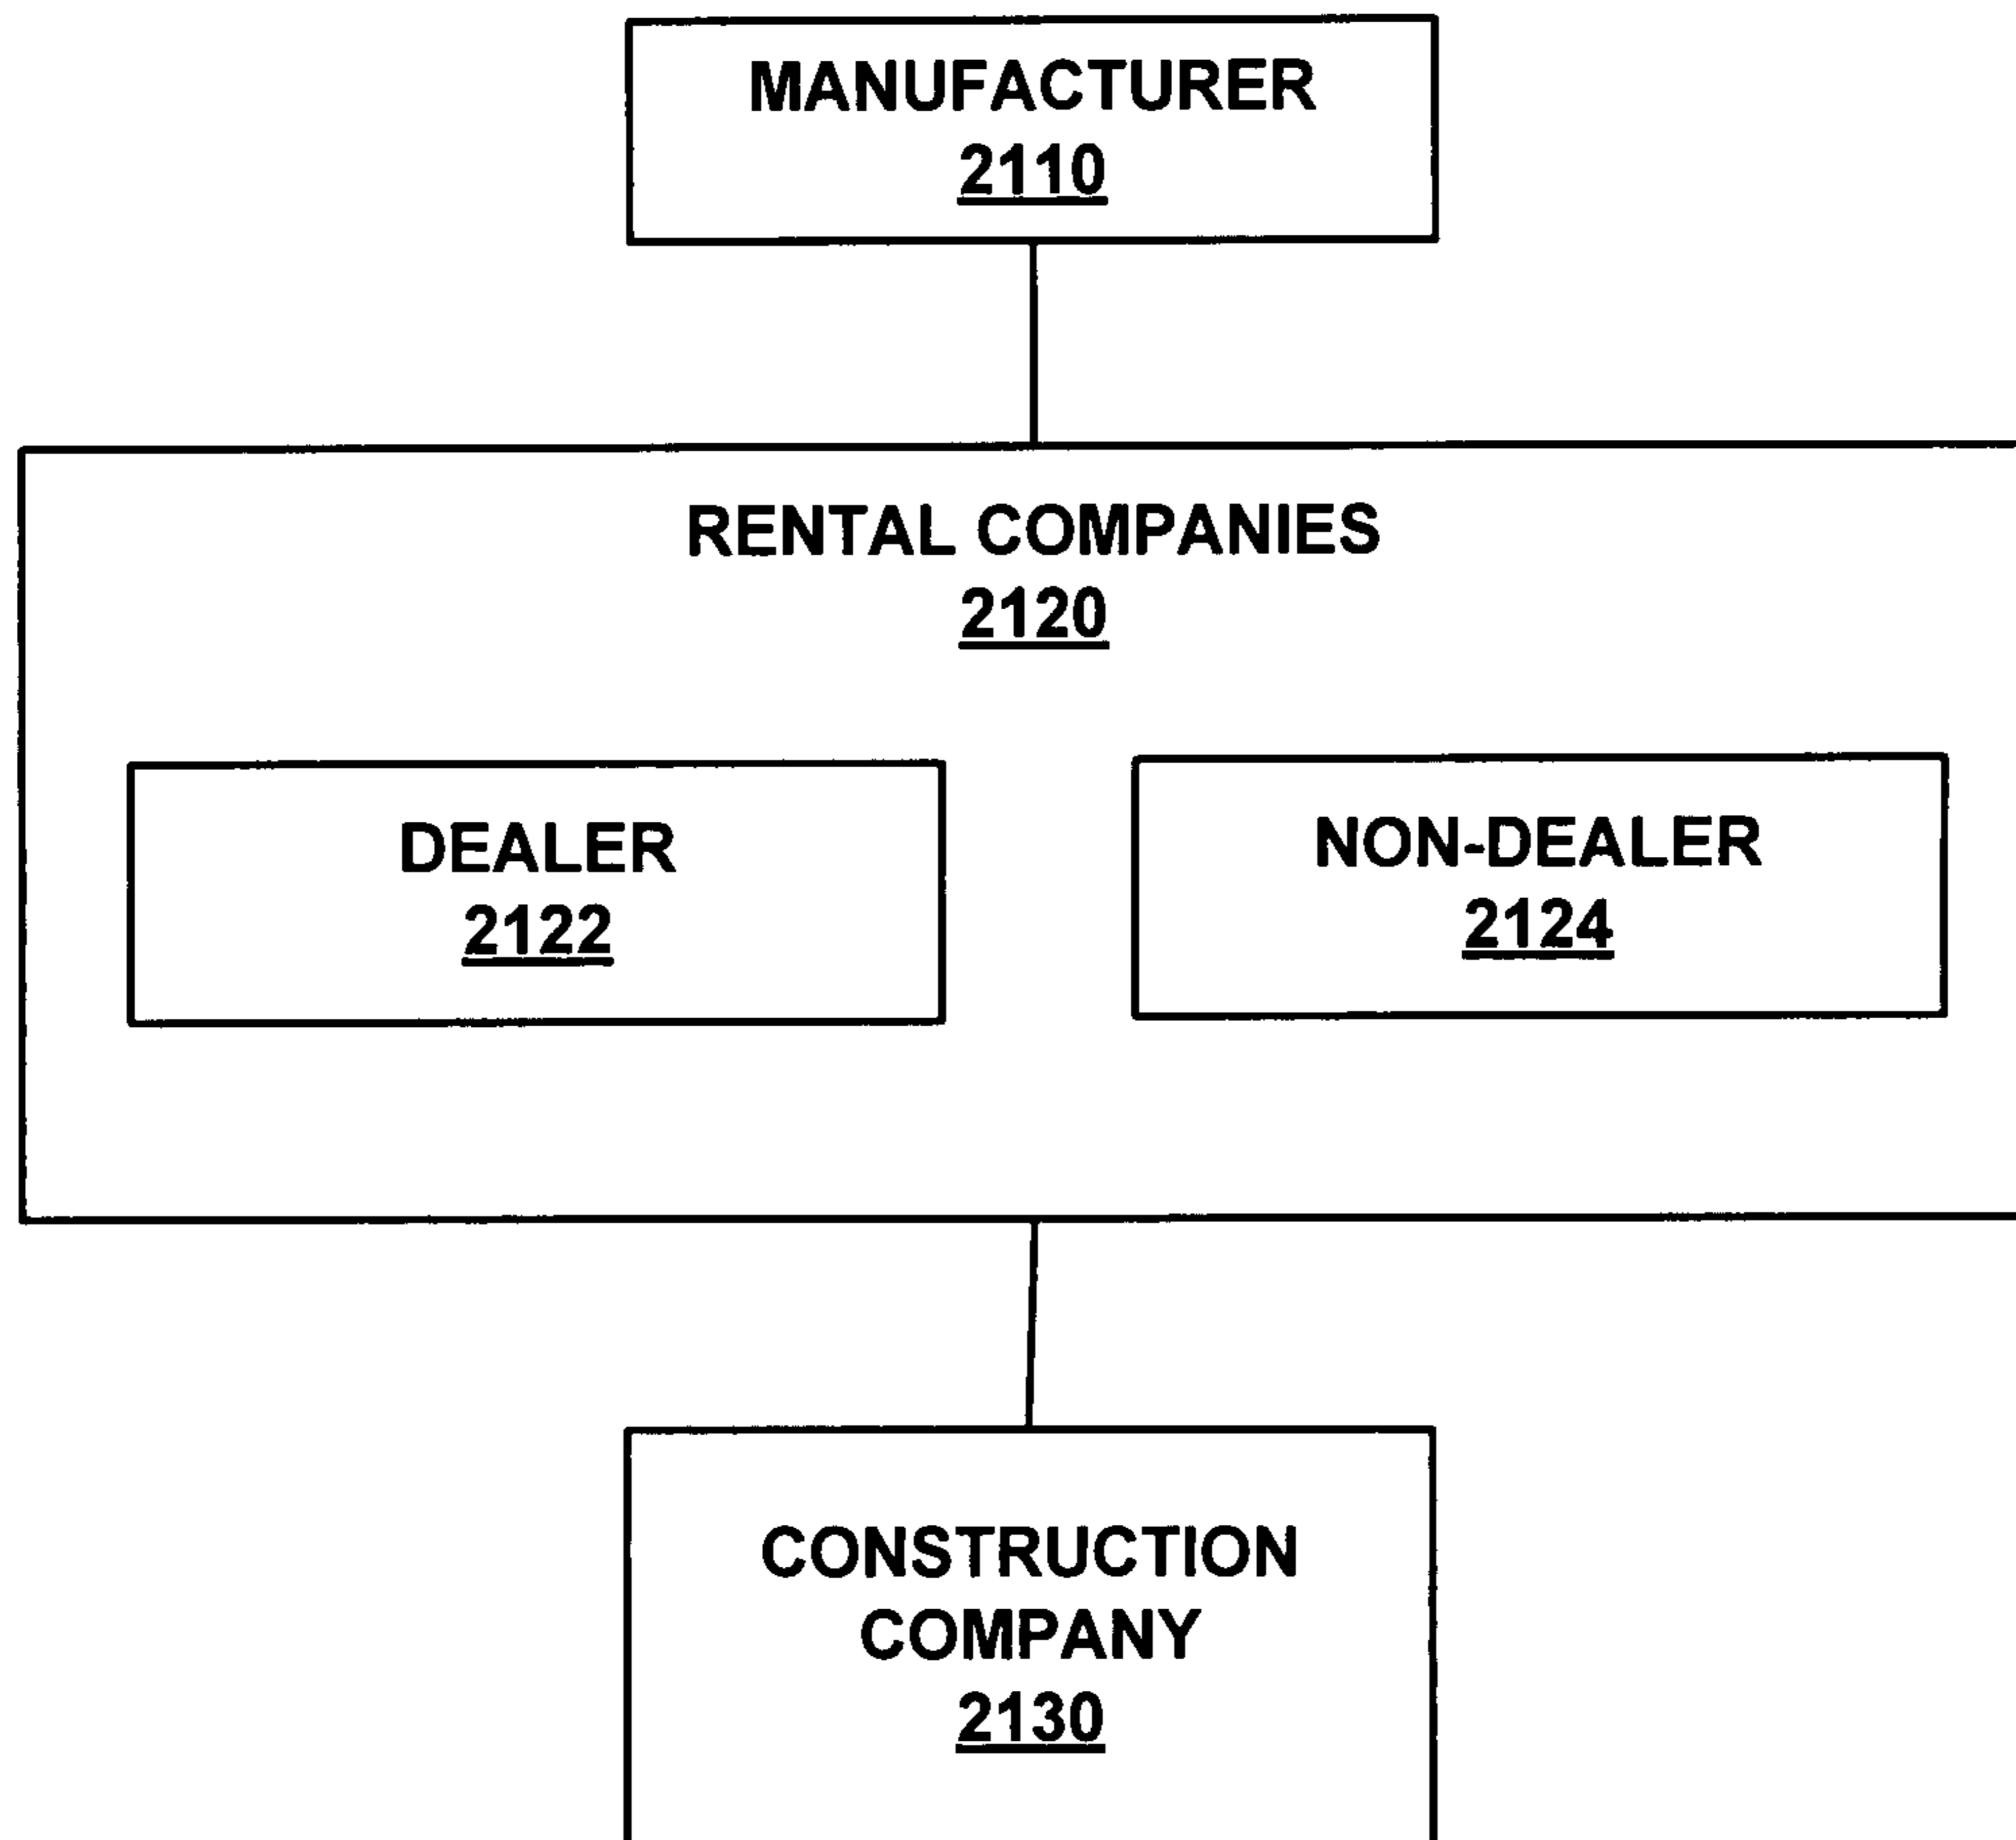 MANUFACTURER
2110
RENTAL COMPANIES
2120
DEALER
2122
NON-DEALER
2124
CONSTRUCTION
COMPANY
2130